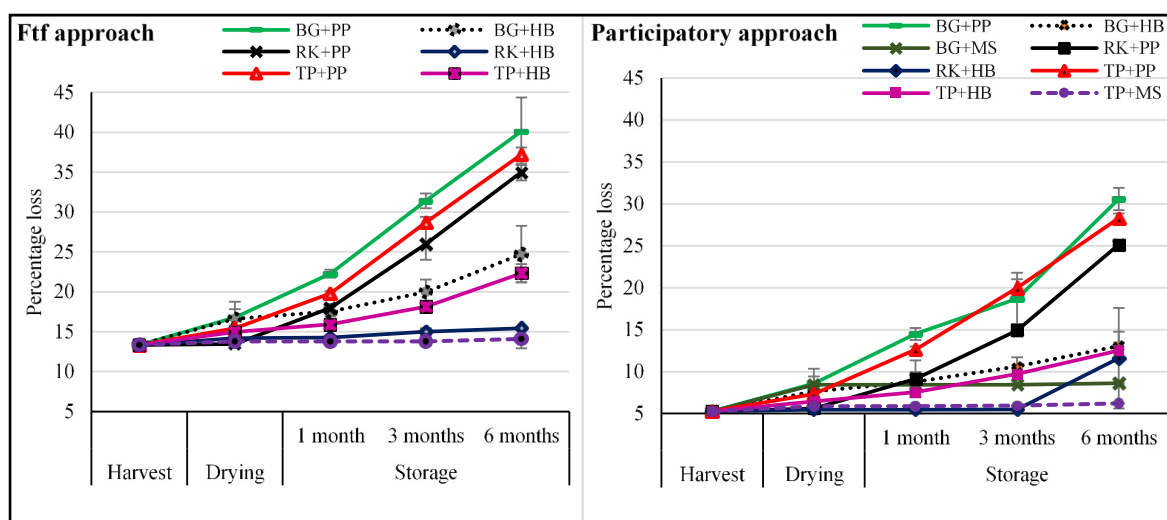 Ftf approach
BG+PP
BG+HB
RK+PP
RK+HB
TP+PP
TP+HB
Percentage loss
45
40
35
30
25
20
15
10
5
1 month
3 months
6 months
Harvest
Drying
Storage
Participatory approach
BG+PP
BG+HB
BG+MS
RK+PP
RK+HB
TP+PP
TP+HB
TP+MS
Percentage loss
45
40
35
30
25
20
15
10
5
1 month
3 months
6 months
Harvest
Drying
Storage